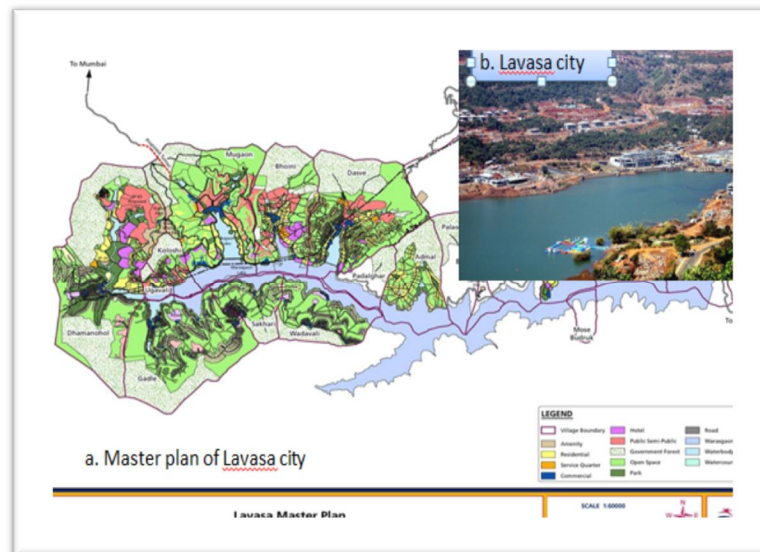 To Mumbai
b. Lavasa city
Mugaon
Bhoini
Dasve
Koloshi
Ugavali
Padalghar
Admal
Dhamanohol
Sakhari
Wadavali
Gadle
Mose
Budruk
To
LEGEND
Village Boundary
Amenity
Residential
Service Quarter
Commercial
Hotel
Public Semi-Public
Government Forest
Open Space
Park
Road
a. Master plan of Lavasa city
Lavasa Master Plan
SCALE 1:60000
N
W
E